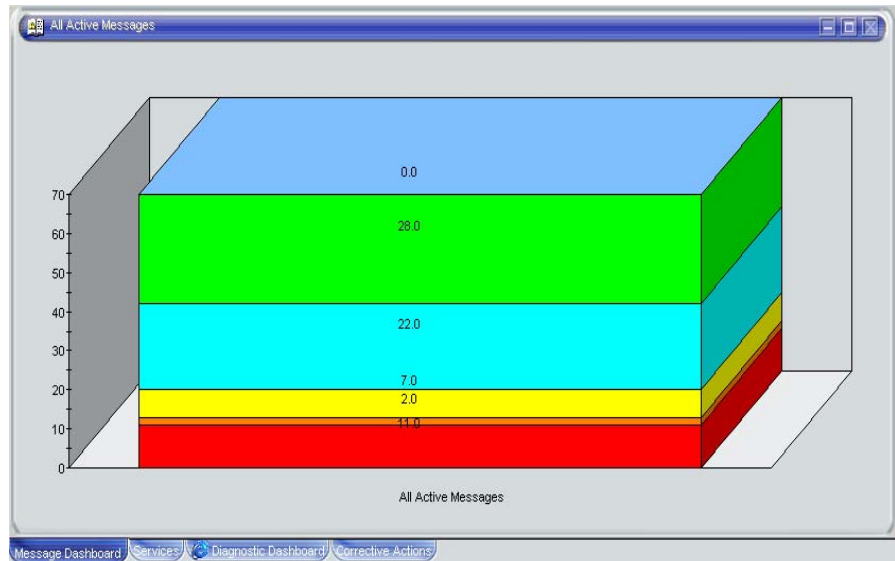 All Active Messages
0.0
70
28.0
60
50
22.0
40
30
7.0
20
2.0
11.0
10
0
All Active Messages
Message Dashboard
Services
Diagnostic Dashboard
Corrective Actions